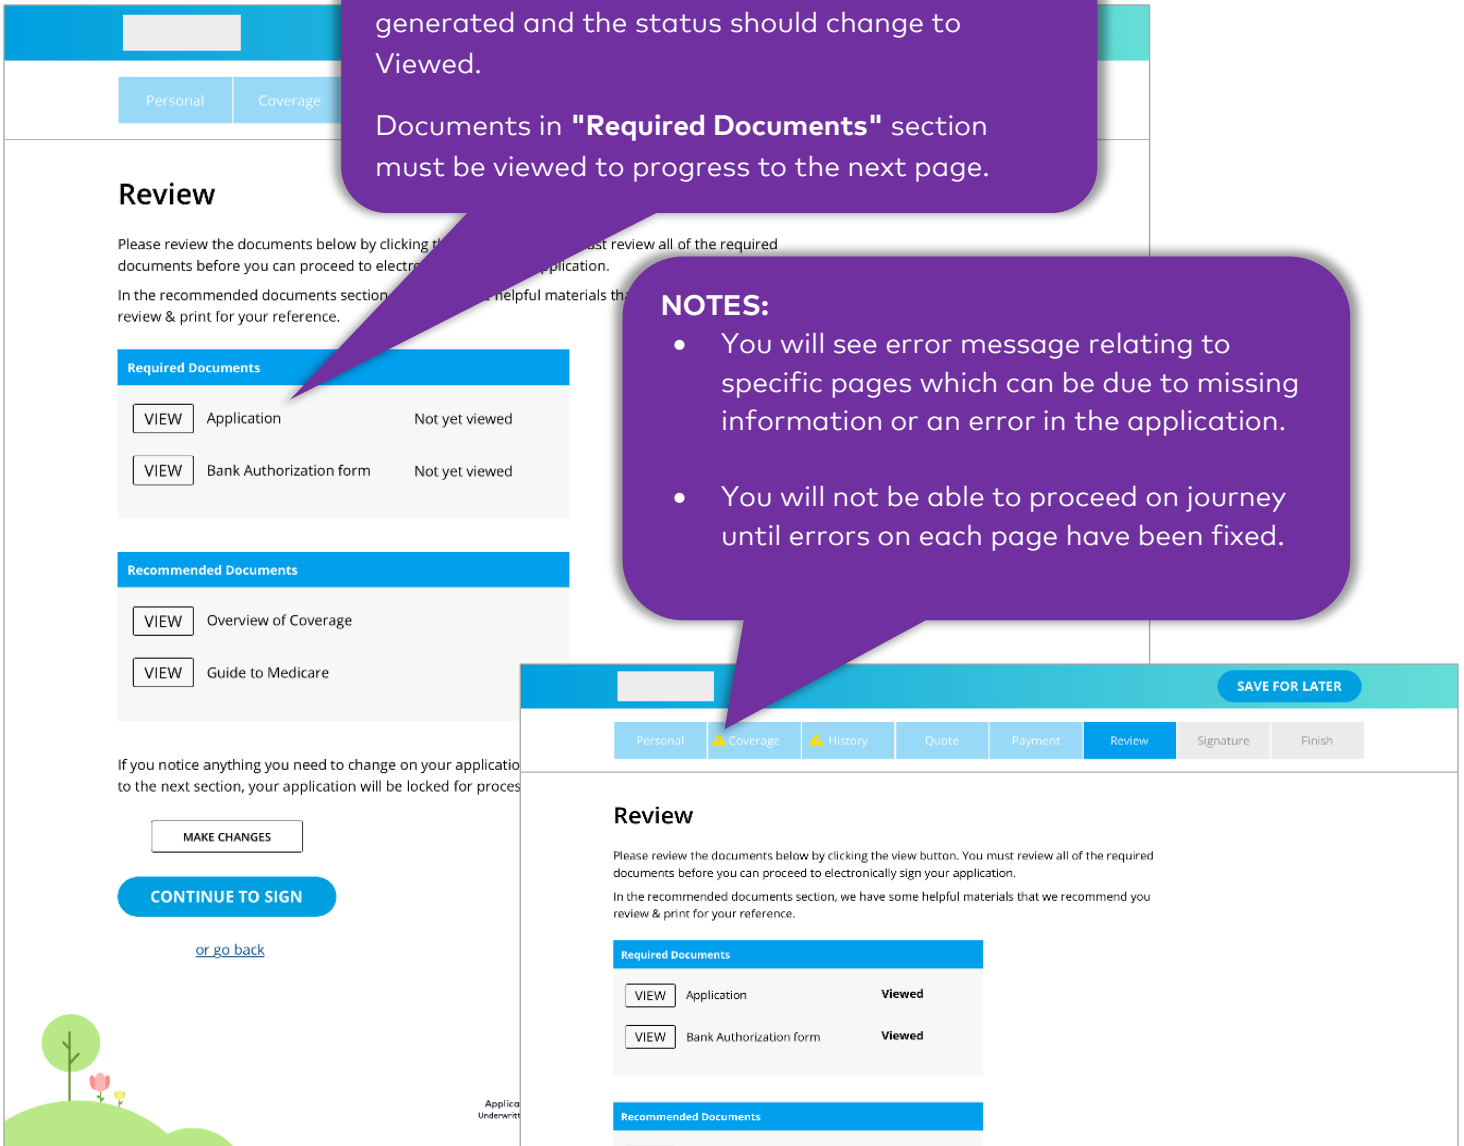 generated and the status should change to
Viewed.
Documents in "Required Documents" section
must be viewed to progress to the next page.
Personal
Coverage
Review
Please review the documents below by clicking
review all of the required
documents before you can proceed to
application.
In the recommended documents section
helpful materials
review & print for your reference.
Required Documents
VIEW Application Not yet viewed
VIEW Bank Authorization form Not yet viewed
Recommended Documents
VIEW Overview of Coverage
VIEW Guide to Medicare
If you notice anything you need to change on your
to the next section, your application will be locked for
MAKE CHANGES
CONTINUE TO SIGN
or go back
NOTES:
• You will see error message relating to
specific pages which can be due to missing
information or an error in the application.
• You will not be able to proceed on journey
until errors on each page have been fixed.
SAVE FOR LATER
Personal Coverage History Quote Payment Review Signature Finish
Review
Please review the documents below by clicking the view button. You must review all of the required
documents before you can proceed to electronically sign your application.
In the recommended documents section, we have some helpful materials that we recommend you
review & print for your reference.
Required Documents
VIEW Application Viewed
VIEW Bank Authorization form Viewed
Recommended Documents